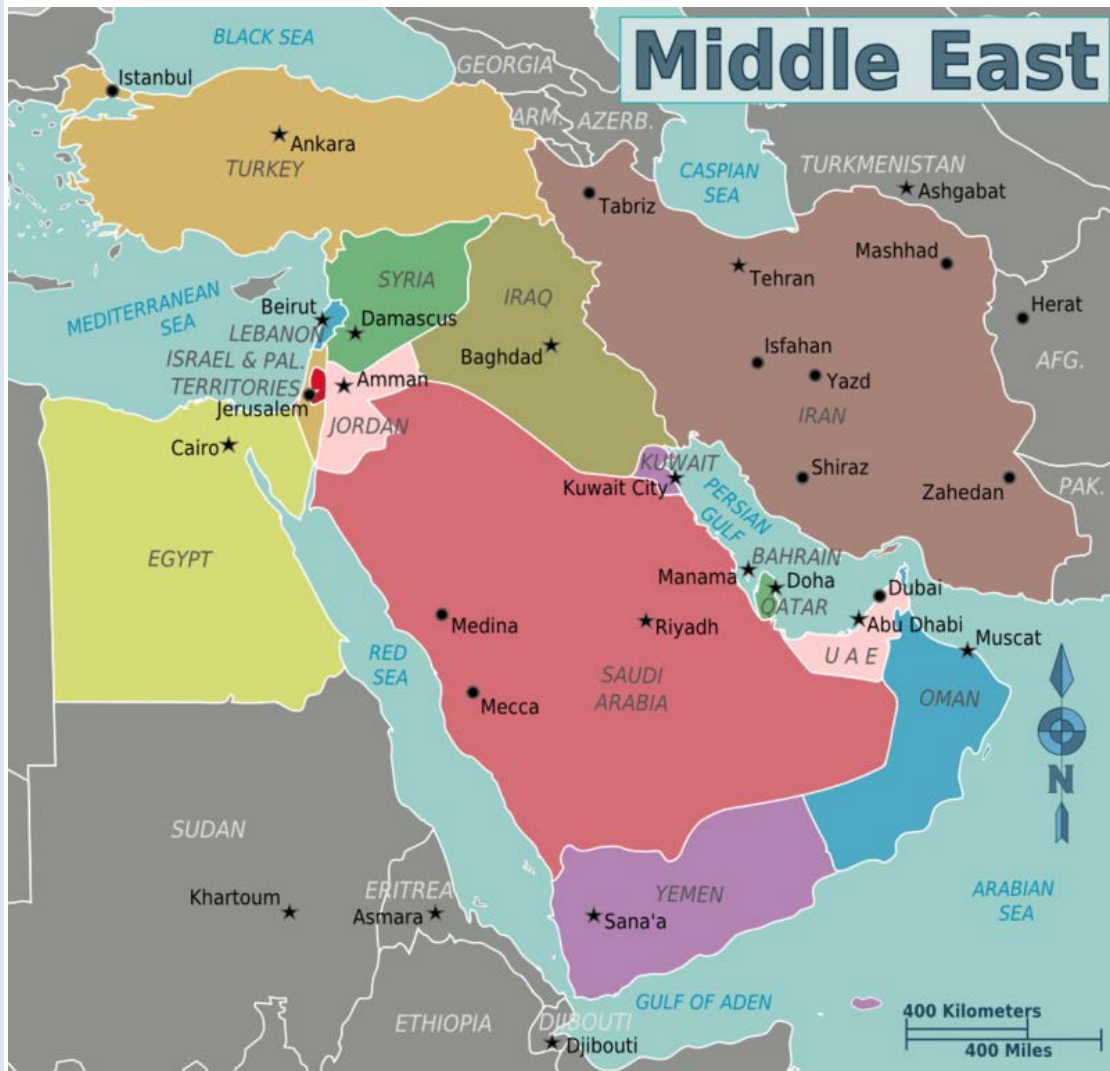 Middle East
BLACK SEA
Istanbul
GEORGIA
ARM.
AZERB.
Ankara
TURKEY
CASPIAN
SEA
TURKMENISTAN
Ashgabat
Tabriz
Mashhad
Tehran
SYRIA
IRAQ
Herat
MEDITERRANEAN
SEA
Beirut
Damascus
LEBANON
Baghdad
Isfahan
AFG.
ISRAEL & PAL.
TERRITORIES
Amman
Yazd
Jerusalem
JORDAN
IRAN
Cairo
KUWAIT
Kuwait City
Shiraz
Zahedan
PAK.
PERSIAN
GULF
EGYPT
BAHRAIN
Manama
Doha
QATAR
Dubai
Abu Dhabi
Medina
Riyadh
Muscat
U A E
RED
SEA
SAUDI
ARABIA
Mecca
OMAN
N
SUDAN
Khartoum
ERITREA
Asmara
YEMEN
Sana'a
ARABIAN
SEA
GULF OF ADEN
ETHIOPIA
DJIBOUTI
Djibouti
400 Kilometers
400 Miles